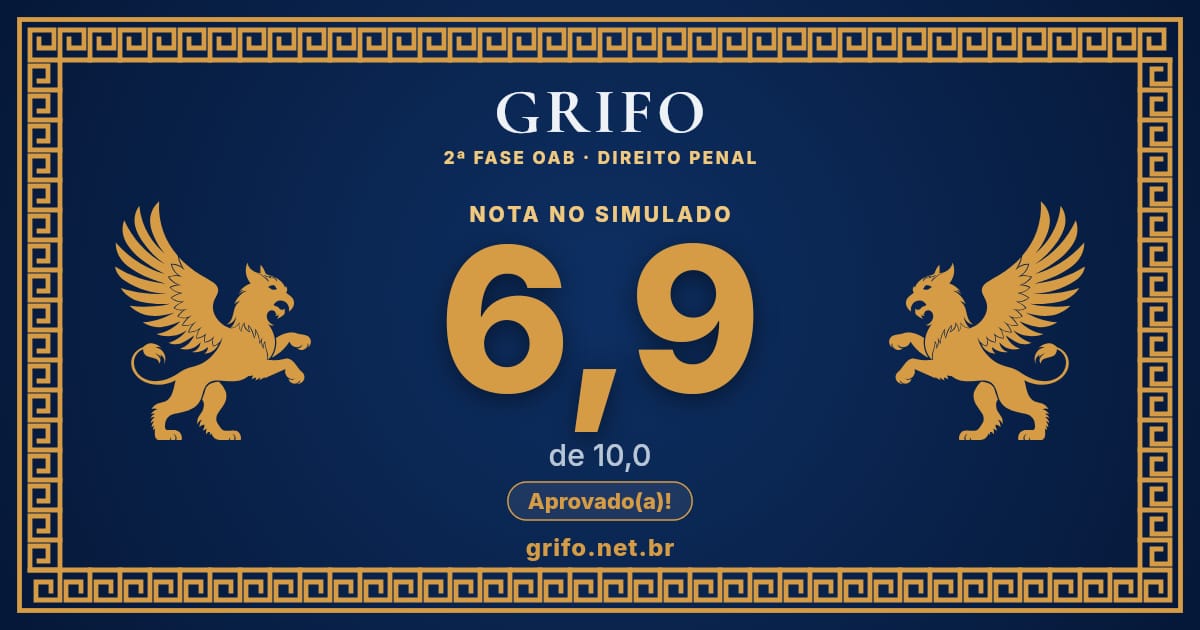 GRIFO
2ª FASE OAB · DIREITO PENAL
NOTA NO SIMULADO
6,9
de 10,0
Aprovado(a)!
grifo.net.br